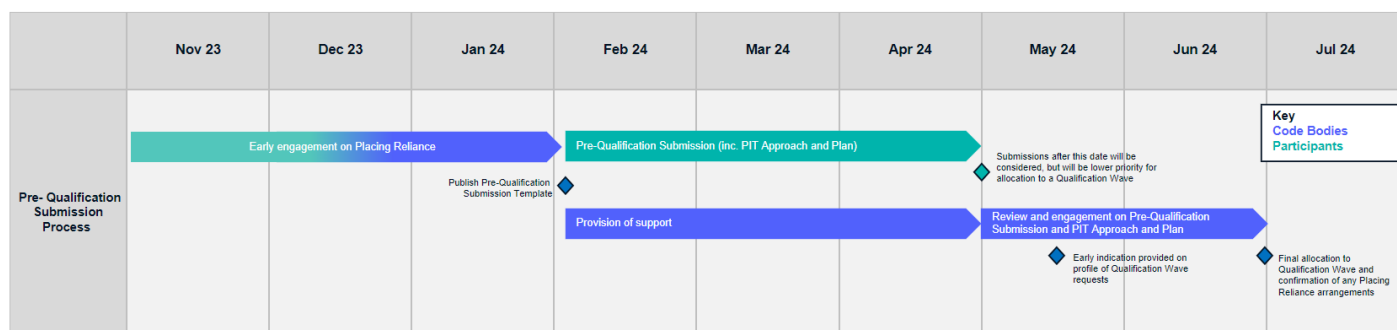 Nov 23
Dec 23
Jan 24
Feb 24
Mar 24
Apr 24
May 24
Jun 24
Jul 24
Pre- Qualification
Submission
Process
Early engagement on Placing Reliance
Pre-Qualification Submission (inc. PIT Approach and Plan)
Key
Code Bodies
Participants
Publish Pre-Qualification
Submission Template
Submissions after this date will be
considered, but will be lower priority for
allocation to a Qualification Wave
Provision of support
Review and engagement on Pre-Qualification
Submission and PIT Approach and Plan
Early indication provided on
profile of Qualification Wave
requests
Final allocation to
Qualification Wave and
confirmation of any Placing
Reliance arrangements